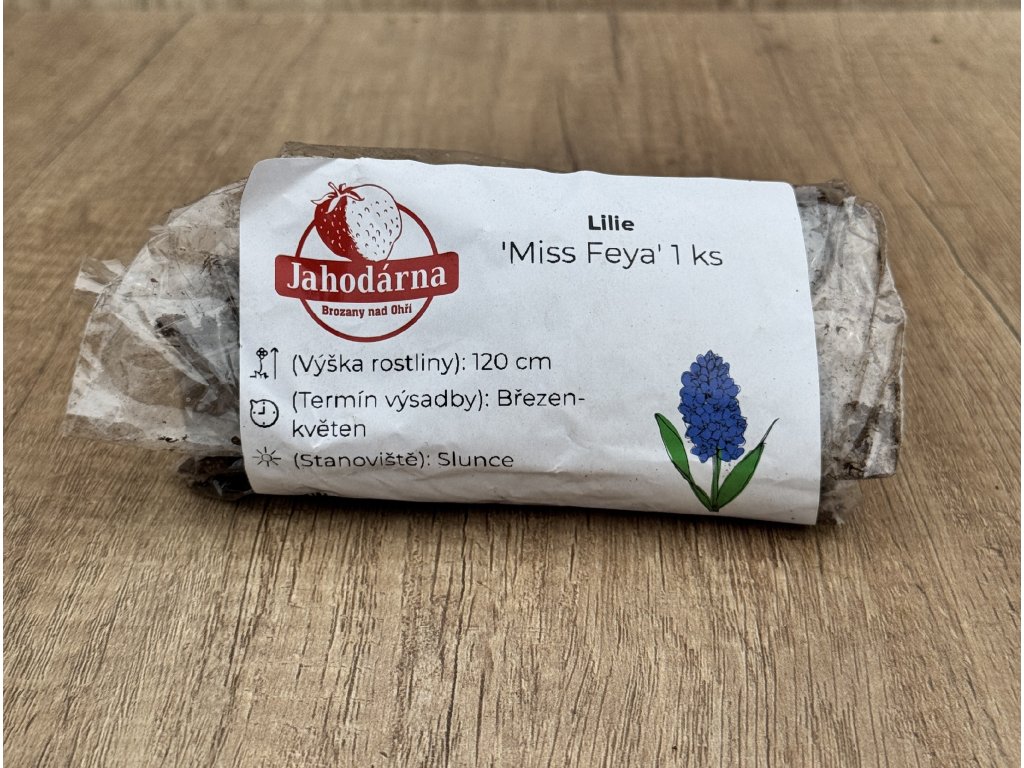 Jahodárna
Brozany nad Ohří
Lilie
'Miss Feya' 1 ks
(Výška rostliny): 120 cm
(Termín výsadby): Březen-
květen
(Stanoviště): Slunce